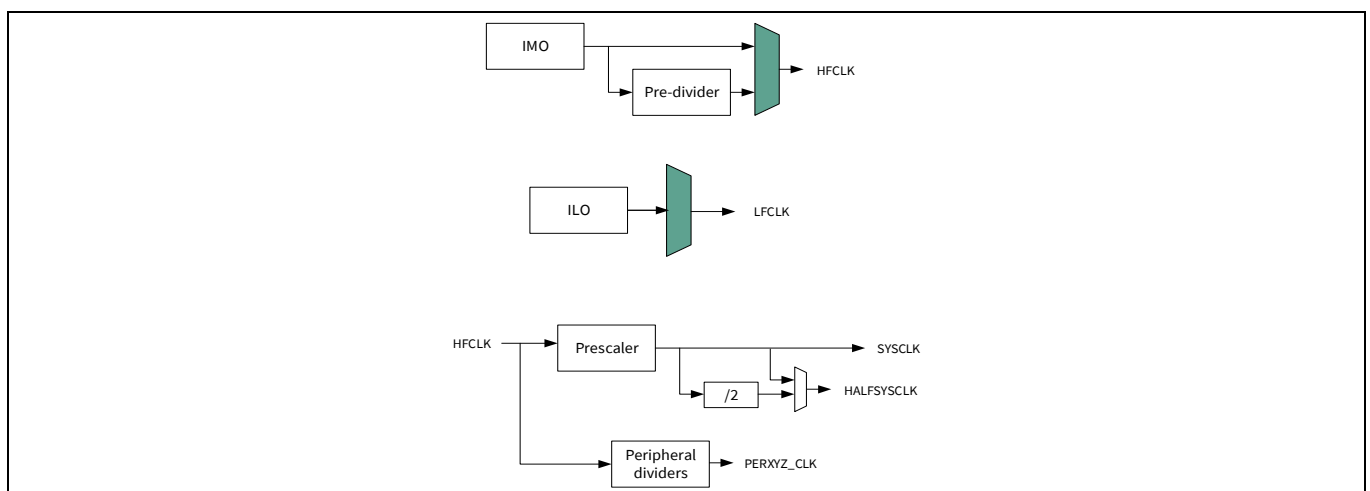 IMO
HFCLK
Pre-divider
ILO
LFCLK
HFCLK
Prescaler
SYSCLK
/2
HALFSYSCLK
Peripheral
dividers
PERXYZ_CLK